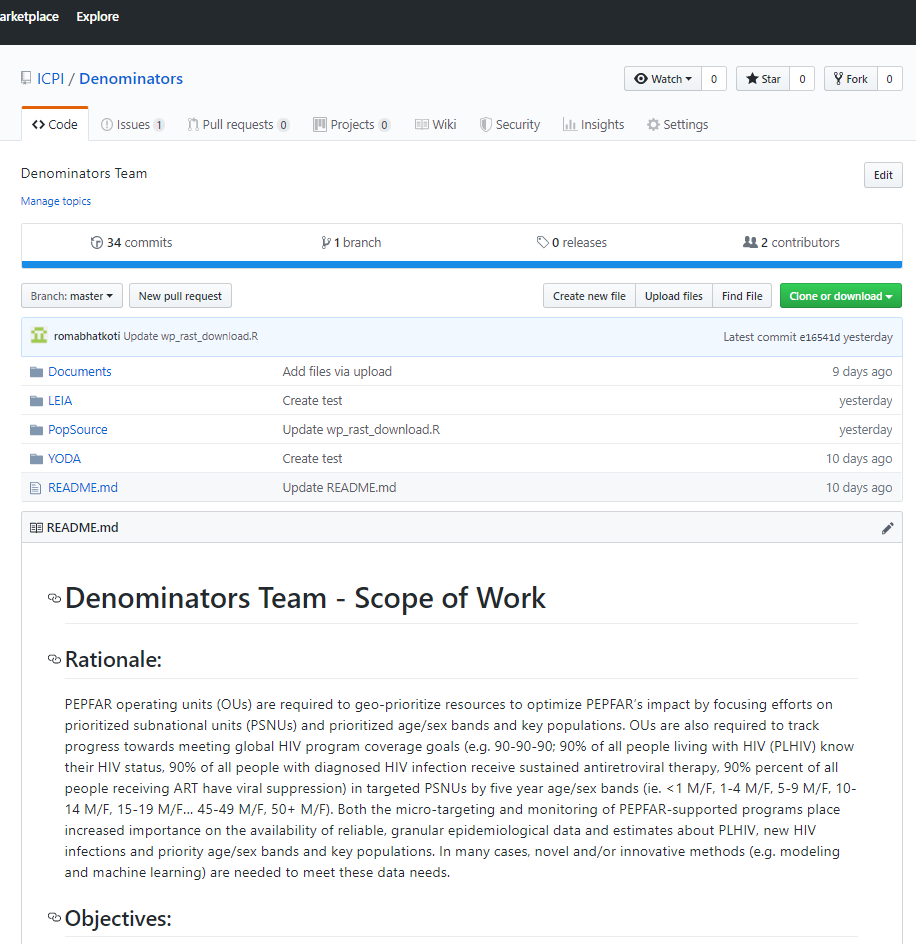 arketplace Explore
ICPI / Denominators
Watch 0 Star 0 Fork 0
Code Issues 1 Pull requests 0 Projects 0 Wiki Security Insights Settings
Denominators Team Edit
Manage topics
34 commits 1 branch 0 releases 2 contributors
Branch: master New pull request Create new file Upload files Find File Clone or download
romabhatkoti Update wp_rast_download.R Latest commit e16541d yesterday
Documents Add files via upload 9 days ago
LEIA Create test yesterday
PopSource Update wp_rast_download.R yesterday
YODA Create test 10 days ago
README.md Update README.md 10 days ago
README.md
Denominators Team - Scope of Work
Rationale:
PEPFAR operating units (OUs) are required to geo-prioritize resources to optimize PEPFAR's impact by focusing efforts on
prioritized subnational units (PSNUs) and prioritized age/sex bands and key populations. OUs are also required to track
progress towards meeting global HIV program coverage goals (e.g. 90-90-90; 90% of all people living with HIV (PLHIV) know
their HIV status, 90% of all people with diagnosed HIV infection receive sustained antiretroviral therapy, 90% percent of all
people receiving ART have viral suppression) in targeted PSNUs by five year age/sex bands (ie. <1 M/F, 1-4 M/F, 5-9 M/F, 10-
14 M/F, 15-19 M/F... 45-49 M/F, 50+ M/F). Both the micro-targeting and monitoring of PEPFAR-supported programs place
increased importance on the availability of reliable, granular epidemiological data and estimates about PLHIV, new HIV
infections and priority age/sex bands and key populations. In many cases, novel and/or innovative methods (e.g. modeling
and machine learning) are needed to meet these data needs.
Objectives: